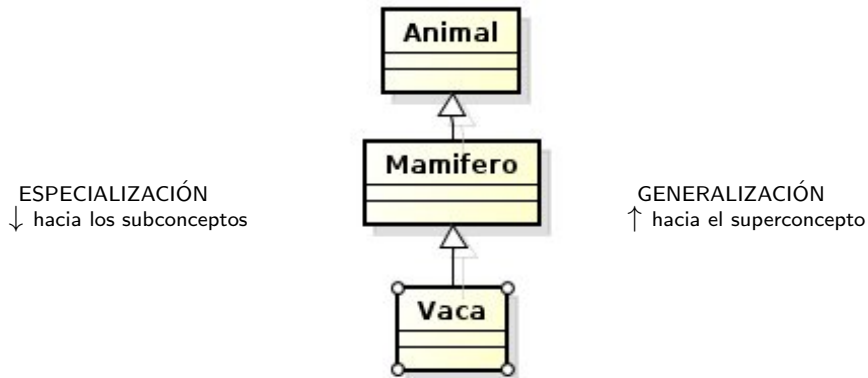 Animal
Mamifero
ESPECIALIZACIÓN
↓ hacia los subconceptos
GENERALIZACIÓN
↑ hacia el superconcepto
Vaca